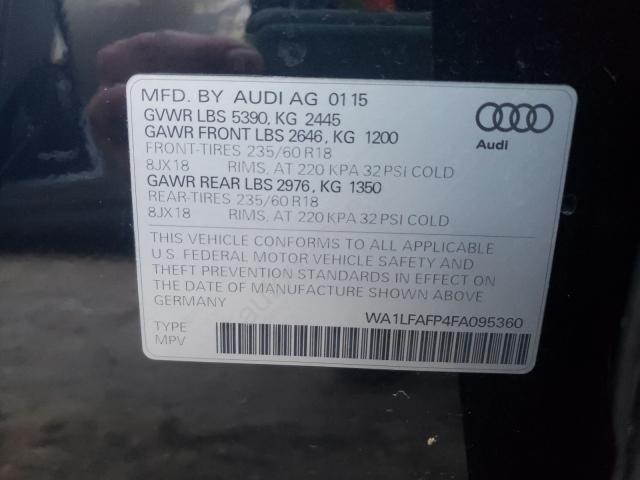 MFD. BY AUDI AG 01 15
GVWR LBS 5390, KG 2445
GAWR FRONT LBS 2646, KG 1200
FRONT-TIRES 235/60 R18
8JX18 RIMS, AT 220 KPA 32 PSI COLD
GAWR REAR LBS 2976, KG 1350
REAR-TIRES 235/60 R18
8JX18 RIMS, AT 220 KPA 32 PSI COLD
Audi
THIS VEHICLE CONFORMS TO ALL APPLICABLE
U.S. FEDERAL MOTOR VEHICLE SAFETY AND
THEFT PREVENTION STANDARDS IN EFFECT ON
THE DATE OF MANUFACTURE SHOWN ABOVE
GERMANY
WA1LFAFP4FA095360
TYPE
MPV